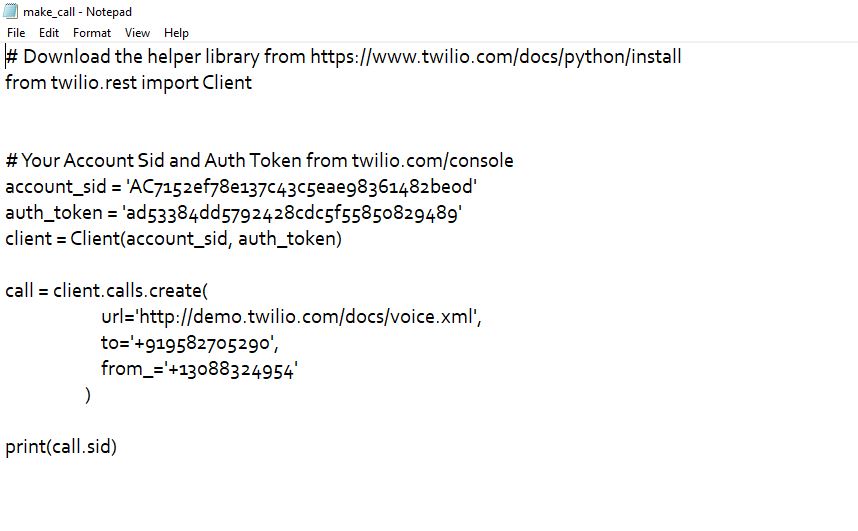 make_call - Notepad
File Edit Format View Help
# Download the helper library from https://www.twilio.com/docs/python/install
from twilio.rest import Client
# Your Account Sid and Auth Token from twilio.com/console
account_sid = 'AC7152ef78e137c43c5eae98361482be0d'
auth_token = 'ad53384dd5792428cdc5f55850829489'
client = Client(account_sid, auth_token)
call = client.calls.create(
url='http://demo.twilio.com/docs/voice.xml',
to='+919582705290',
from_='+13088324954'
)
print(call.sid)